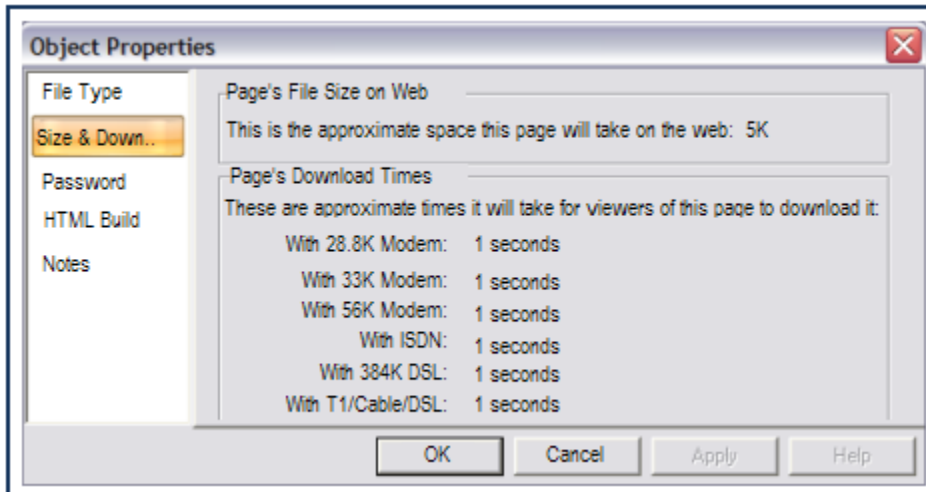 Object Properties
File Type
Size & Down..
Password
HTML Build
Notes
Page's File Size on Web
This is the approximate space this page will take on the web: 5K
Page's Download Times
These are approximate times it will take for viewers of this page to download it:
With 28.8K Modem: 1 seconds
With 33K Modem: 1 seconds
With 56K Modem: 1 seconds
With ISDN: 1 seconds
With 384K DSL: 1 seconds
With T1/Cable/DSL: 1 seconds
OK Cancel Apply Help